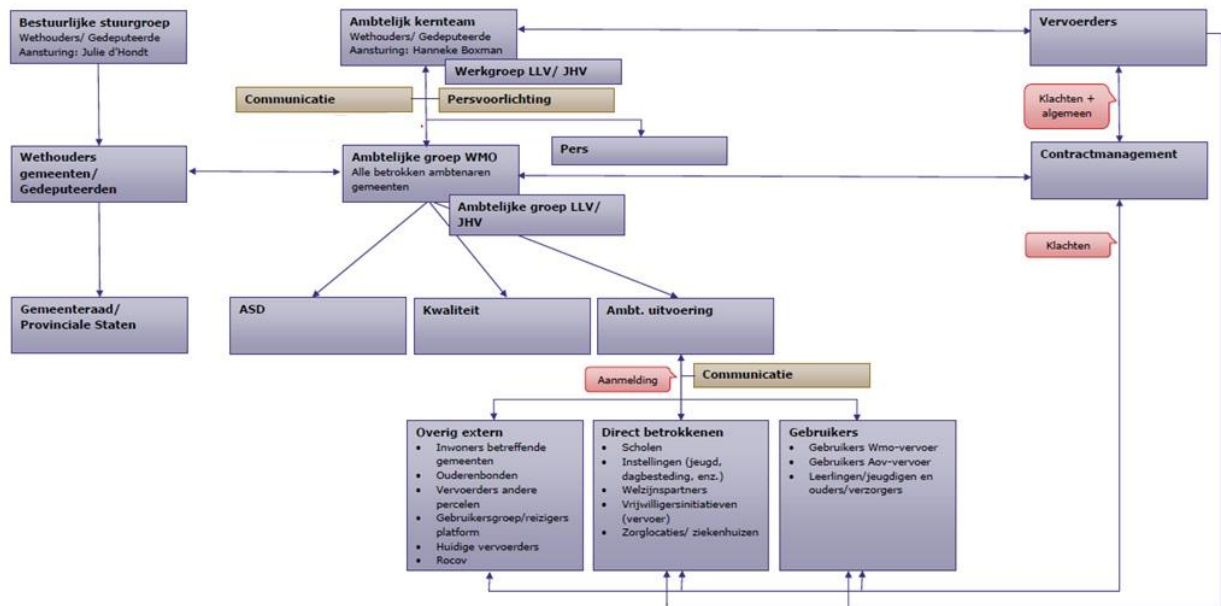 Bestuurlijke stuurgroep
Wethouders/ Gedeputeerde
Aansturing: Julie d'Hondt
Ambtelijk kernteam
Wethouders/ Gedeputeerde
Aansturing: Hanneke Boxman
Vervoerders
Werkgroep LLV/ JHV
Communicatie
Persvoorlichting
Klachten +
algemeen
Pers
Wethouders
gemeenten/
Gedeputeerden
Ambtelijke groep WMO
Alle betrokken ambtenaren
gemeenten
Contractmanagement
Ambtelijke groep LLV/
JHV
Klachten
Gemeenteraad/
Provinciale Staten
ASD
Kwaliteit
Ambt. uitvoering
Aanmelding
Communicatie
Overig extern
• Inwoners betreffende
gemeenten
• Ouderenbonden
• Vervoerders andere
percelen
• Gebruikersgroep/reizigers
platform
• Huidige vervoerders
• Rocov
Direct betrokkenen
• Scholen
• Instellingen (jeugd,
dagbesteding, enz.)
• Welzijnspartners
• Vrijwilligersinitiatieven
(vervoer)
• Zorglocaties/ ziekenhuizen
Gebruikers
• Gebruikers Wmo-vervoer
• Gebruikers Aov-vervoer
• Leerlingen/jeugdigen en
ouders/verzorgers